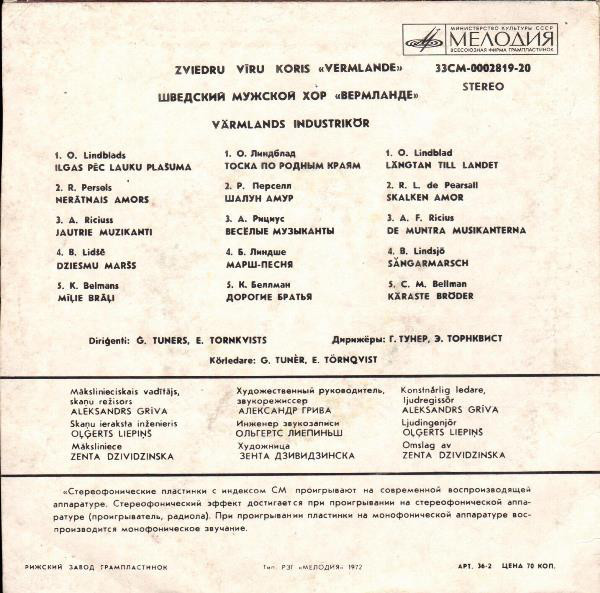 МИНИСТЕРСТВО КУЛЬТУРЫ СССР
МЕЛОДИЯ
ВСЕСОЮЗНАЯ ФИРМА ГРАМПЛАСТИНОК
ZVIEDRU VĪRU KORIS «VERMLANDE»
33СМ-0002819-20
ШВЕДСКИЙ МУЖСКОЙ ХОР «ВЕРМЛАНДЕ»
STEREO
VÄRMLANDS INDUSTRIKÖR
1. O. Lindblads
ILGAS PĒC LAUKU PLAŠUMA
2. R. Persels
NERĀTNAIS AMORS
3. A. Riciuss
JAUTRIE MUZIKANTI
4. B. Lidšē
DZIESMU MARŠS
5. K. Belmans
MĪĻIE BRĀĻI
1. О. Линдблад
ТОСКА ПО РОДНЫМ КРАЯМ
2. Р. Перселл
ШАЛУН АМУР
3. А. Рициус
ВЕСЁЛЫЕ МУЗЫКАНТЫ
4. Б. Линдше
МАРШ-ПЕСНЯ
5. К. Беллман
ДОРОГИЕ БРАТЬЯ
1. O. Lindblad
LÄNGTAN TILL LANDET
2. R. L. de Pearsall
SKALKEN AMOR
3. A. F. Ricius
DE MUNTRA MUSIKANTERNA
4. B. Lindsjö
SÅNGARMARSCH
5. C. M. Bellman
KÄRASTE BRÖDER
Diriģenti: G. TUNERS, E. TORNKVISTS
Дирижёры: Г. ТУНЕР, Э. ТОРНКВИСТ
Körledare: G. TUNÈR, E. TÖRNQVIST
Mākslinieciskais vadītājs,
skaņu režisors
ALEKSANDRS GRĪVA
Skaņu ieraksta inženieris
OĻĢERTS LIEPIŅŠ
Māksliniece
ZENTA DZIVIDZINSKA
Художественный руководитель,
звукорежиссер
АЛЕКСАНДР ГРИВА
Инженер звукозаписи
ОЛЬГЕРТС ЛИЕПИНЬШ
Художница
ЗЕНТА ДЗИВИДЗИНСКА
Konstnärlig ledare,
ljudregissör
ALEKSANDRS GRĪVA
Ljudingenjör
OĻĢERTS LIEPIŅŠ
Omslag av
ZENTA DZIVIDZINSKA
«Стереофонические пластинки с индексом СМ проигрывают на современной воспроизводящей
аппаратуре. Стереофонический эффект достигается при проигрывании на стереофонической аппа-
ратуре (проигрыватель, радиола). При проигрывании пластинки на монофонической аппаратуре вос-
производится монофоническое звучание.
РИЖСКИЙ ЗАВОД ГРАМПЛАСТИНОК
Тип. РЗГ «МЕЛОДИЯ» 1972
АРТ. 36-2 ЦЕНА 70 КОП.